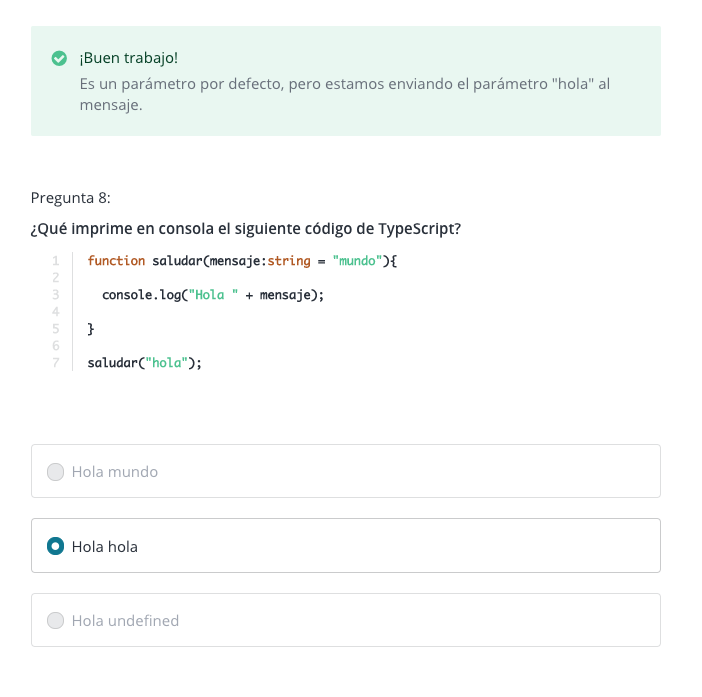 ¡Buen trabajo!
Es un parámetro por defecto, pero estamos enviando el parámetro "hola" al
mensaje.
Pregunta 8:
¿Qué imprime en consola el siguiente código de TypeScript?
1 function saludar(mensaje:string = "mundo"){
2
3 console.log("Hola " + mensaje);
4
5 }
6
7 saludar("hola");
Hola mundo
Hola hola
Hola undefined